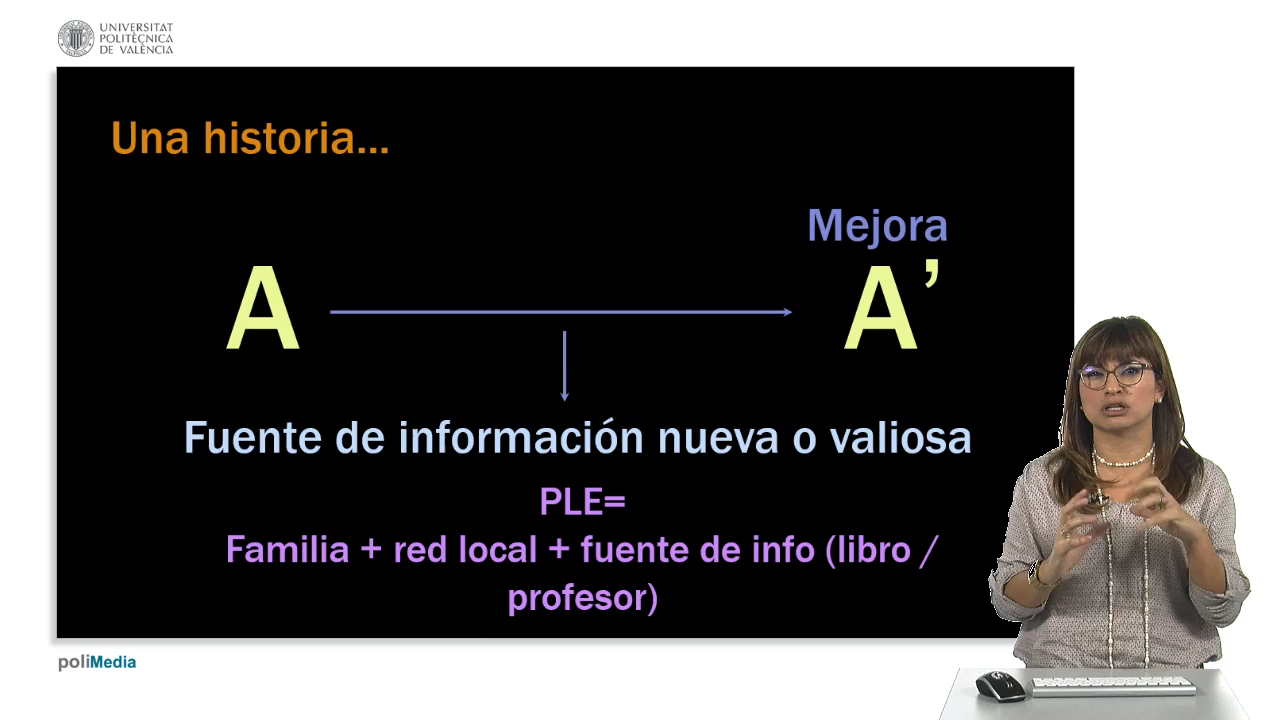 UNIVERSITAT
POLITÈCNICA
DE VALÈNCIA
Una historia...
Mejora
A
A’
Fuente de información nueva o valiosa
PLE=
Familia + red local + fuente de info (libro /
profesor)
poliMedia